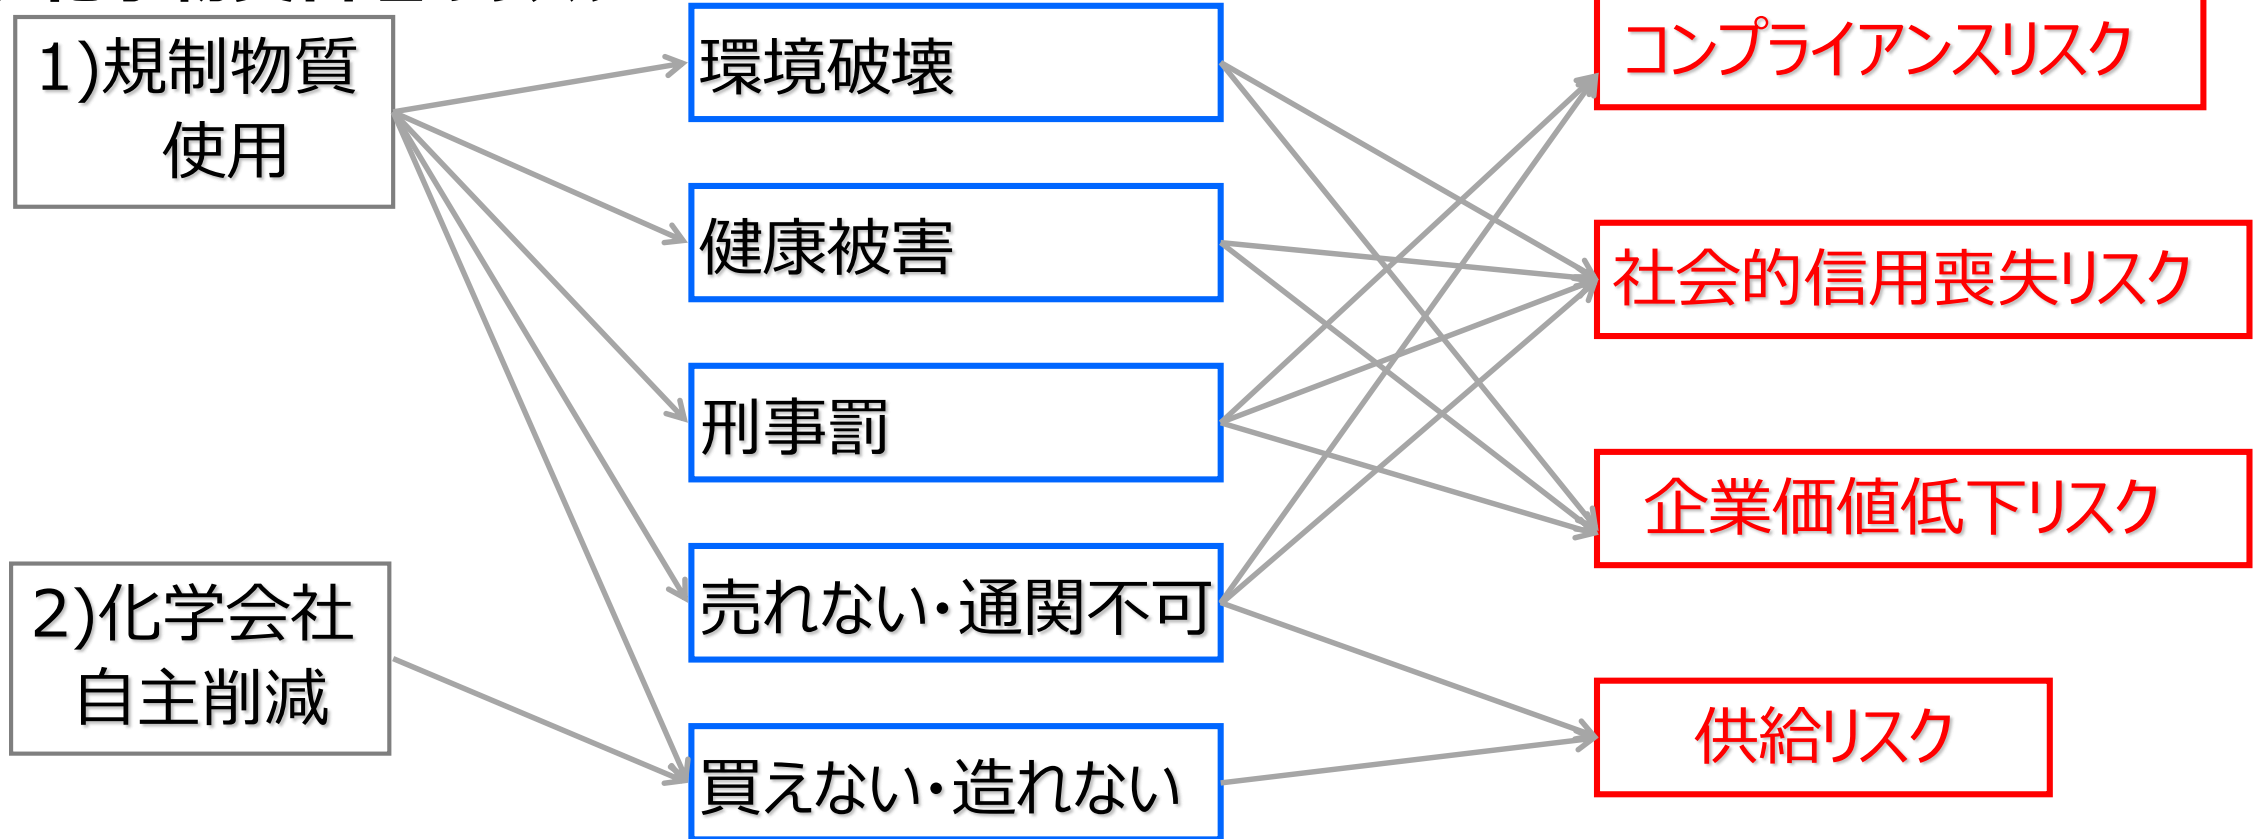 1)規制物質
使用
2)化学会社
自主削減
環境破壊
健康被害
刑事罰
売れない・通関不可
買えない・造れない
コンプライアンスリスク
社会的信用喪失リスク
企業価値低下リスク
供給リスク